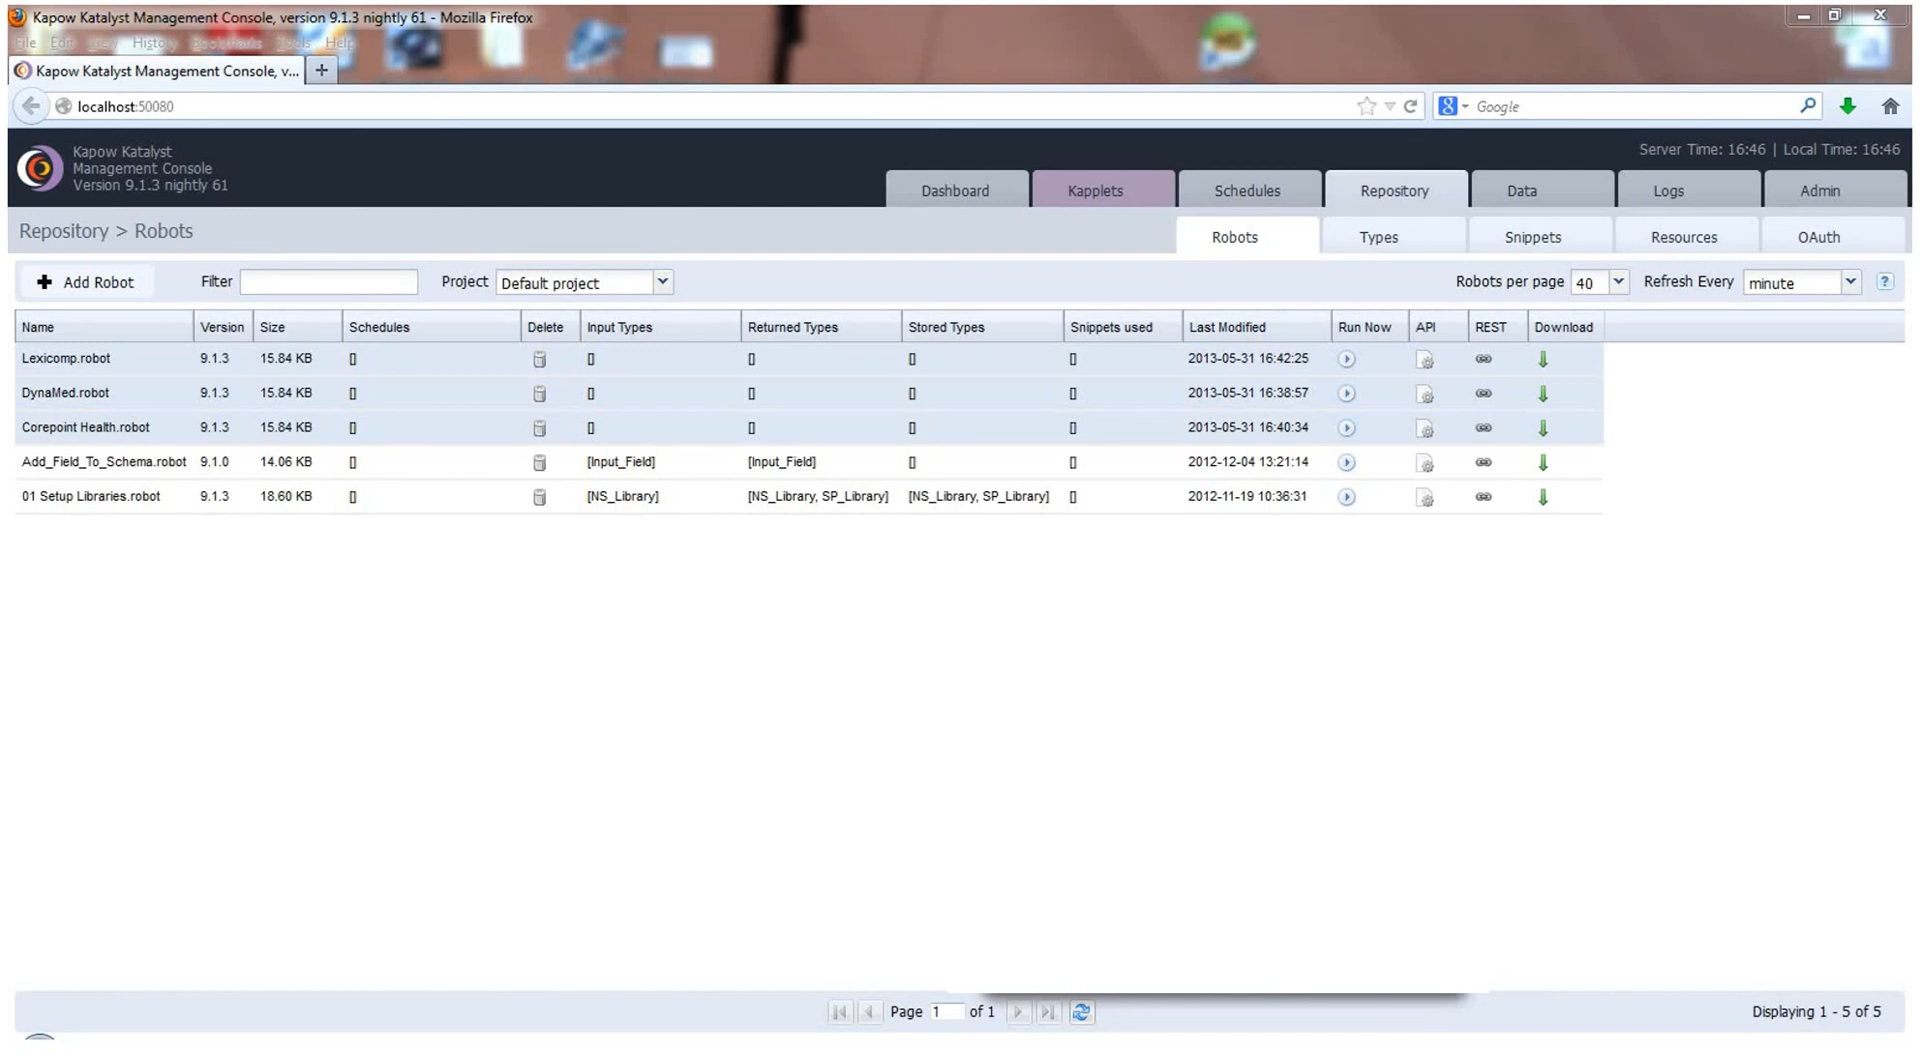 Kapow Katalyst Management Console, version 9.1.3 nightly 61 - Mozilla Firefox
File Edit View History Bookmarks Tools Help
Kapow Katalyst Management Console, v... +
localhost:50080
8 Google
Kapow Katalyst
Management Console
Version 9.1.3 nightly 61
Server Time: 16:46 | Local Time: 16:46
Dashboard Kapplets Schedules Repository Data Logs Admin
Repository > Robots
Robots Types Snippets Resources OAuth
Add Robot Filter Project Default project Robots per page 40 Refresh Every minute ?
Name Version Size Schedules Delete Input Types Returned Types Stored Types Snippets used Last Modified Run Now API REST Download
Lexicomp.robot 9.1.3 15.84 KB [] [] [] [] [] 2013-05-31 16:42:25
DynaMed.robot 9.1.3 15.84 KB [] [] [] [] [] 2013-05-31 16:38:57
Corepoint Health.robot 9.1.3 15.84 KB [] [] [] [] [] 2013-05-31 16:40:34
Add_Field_To_Schema.robot 9.1.0 14.06 KB [] [Input_Field] [Input_Field] [] [] 2012-12-04 13:21:14
01 Setup Libraries.robot 9.1.3 18.60 KB [] [NS_Library] [NS_Library, SP_Library] [NS_Library, SP_Library] [] 2012-11-19 10:36:31
Page 1 of 1
Displaying 1 - 5 of 5